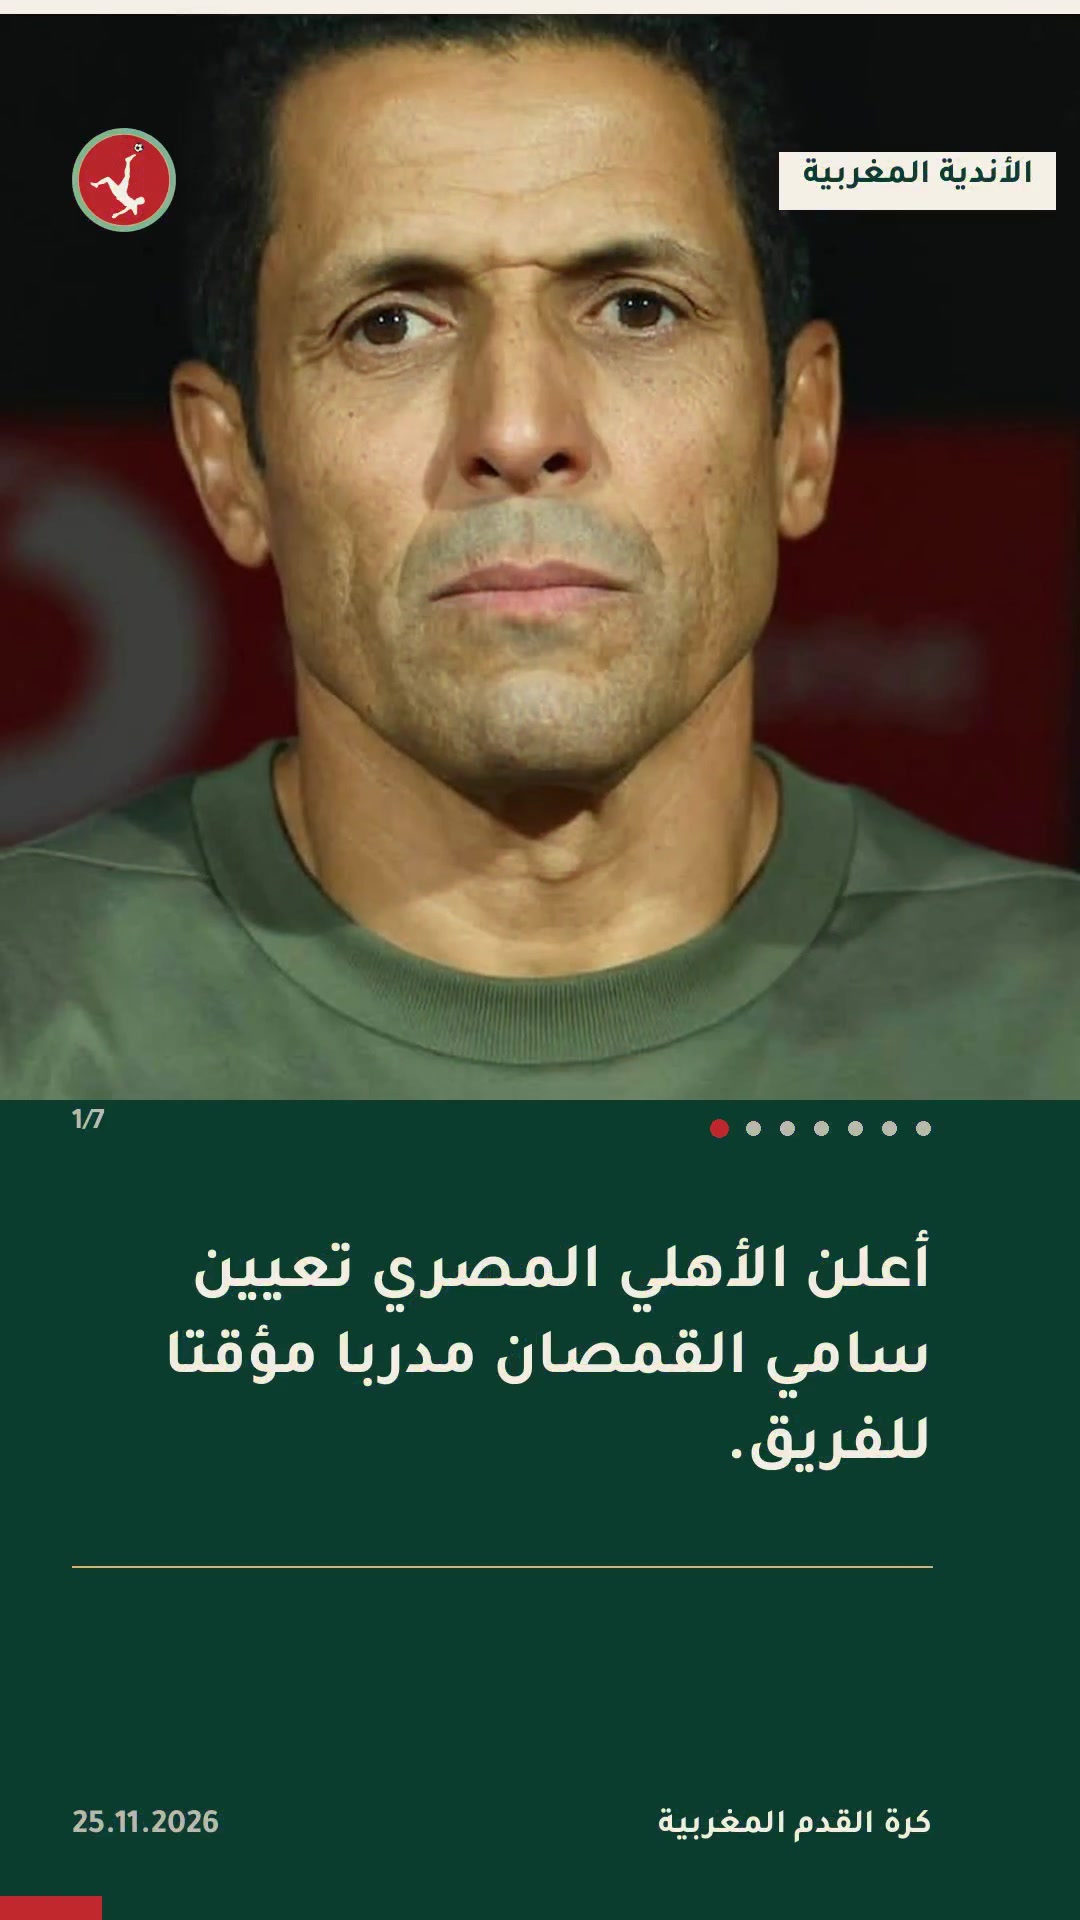 الأندية المغربية
1/7
أعلن الأهلي المصري تعيين
سامي القمصان مدربا مؤقتا
للفريق.
كرة القدم المغربية
25.11.2026